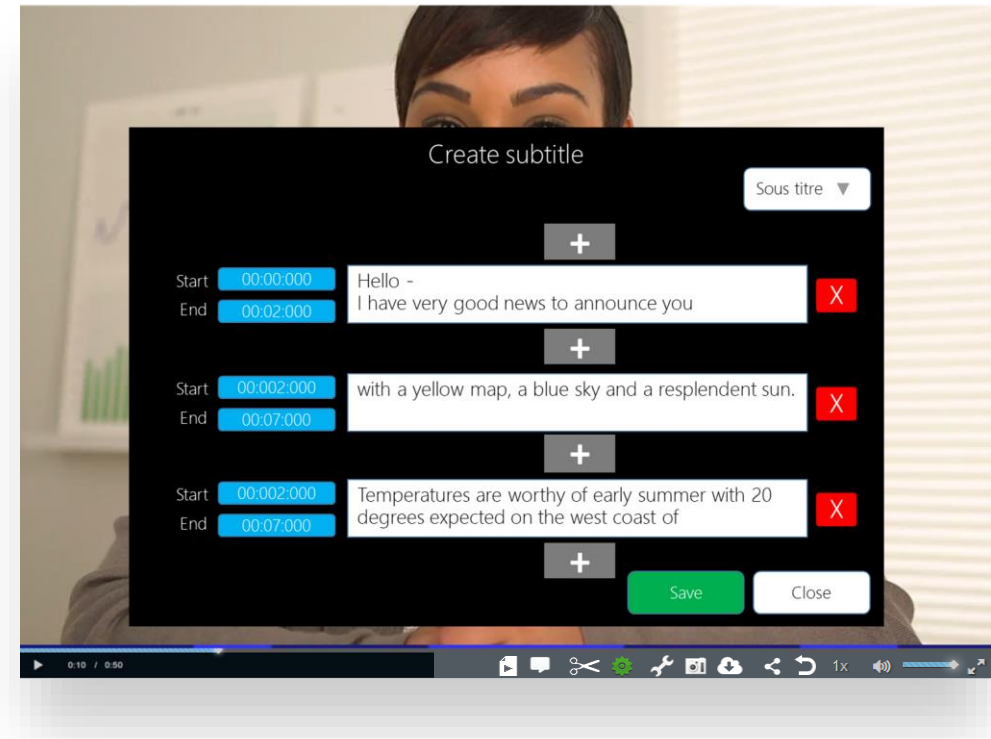 Create subtitle
Sous titre ▼
+
Start 00:00:000
End 00:02:000
Hello -
I have very good news to announce you
X
+
Start 00:002:000
End 00:07:000
with a yellow map, a blue sky and a resplendent sun.
X
+
Start 00:002:000
End 00:07:000
Temperatures are worthy of early summer with 20
degrees expected on the west coast of
X
+
Save
Close
0:10 / 0:50
1x